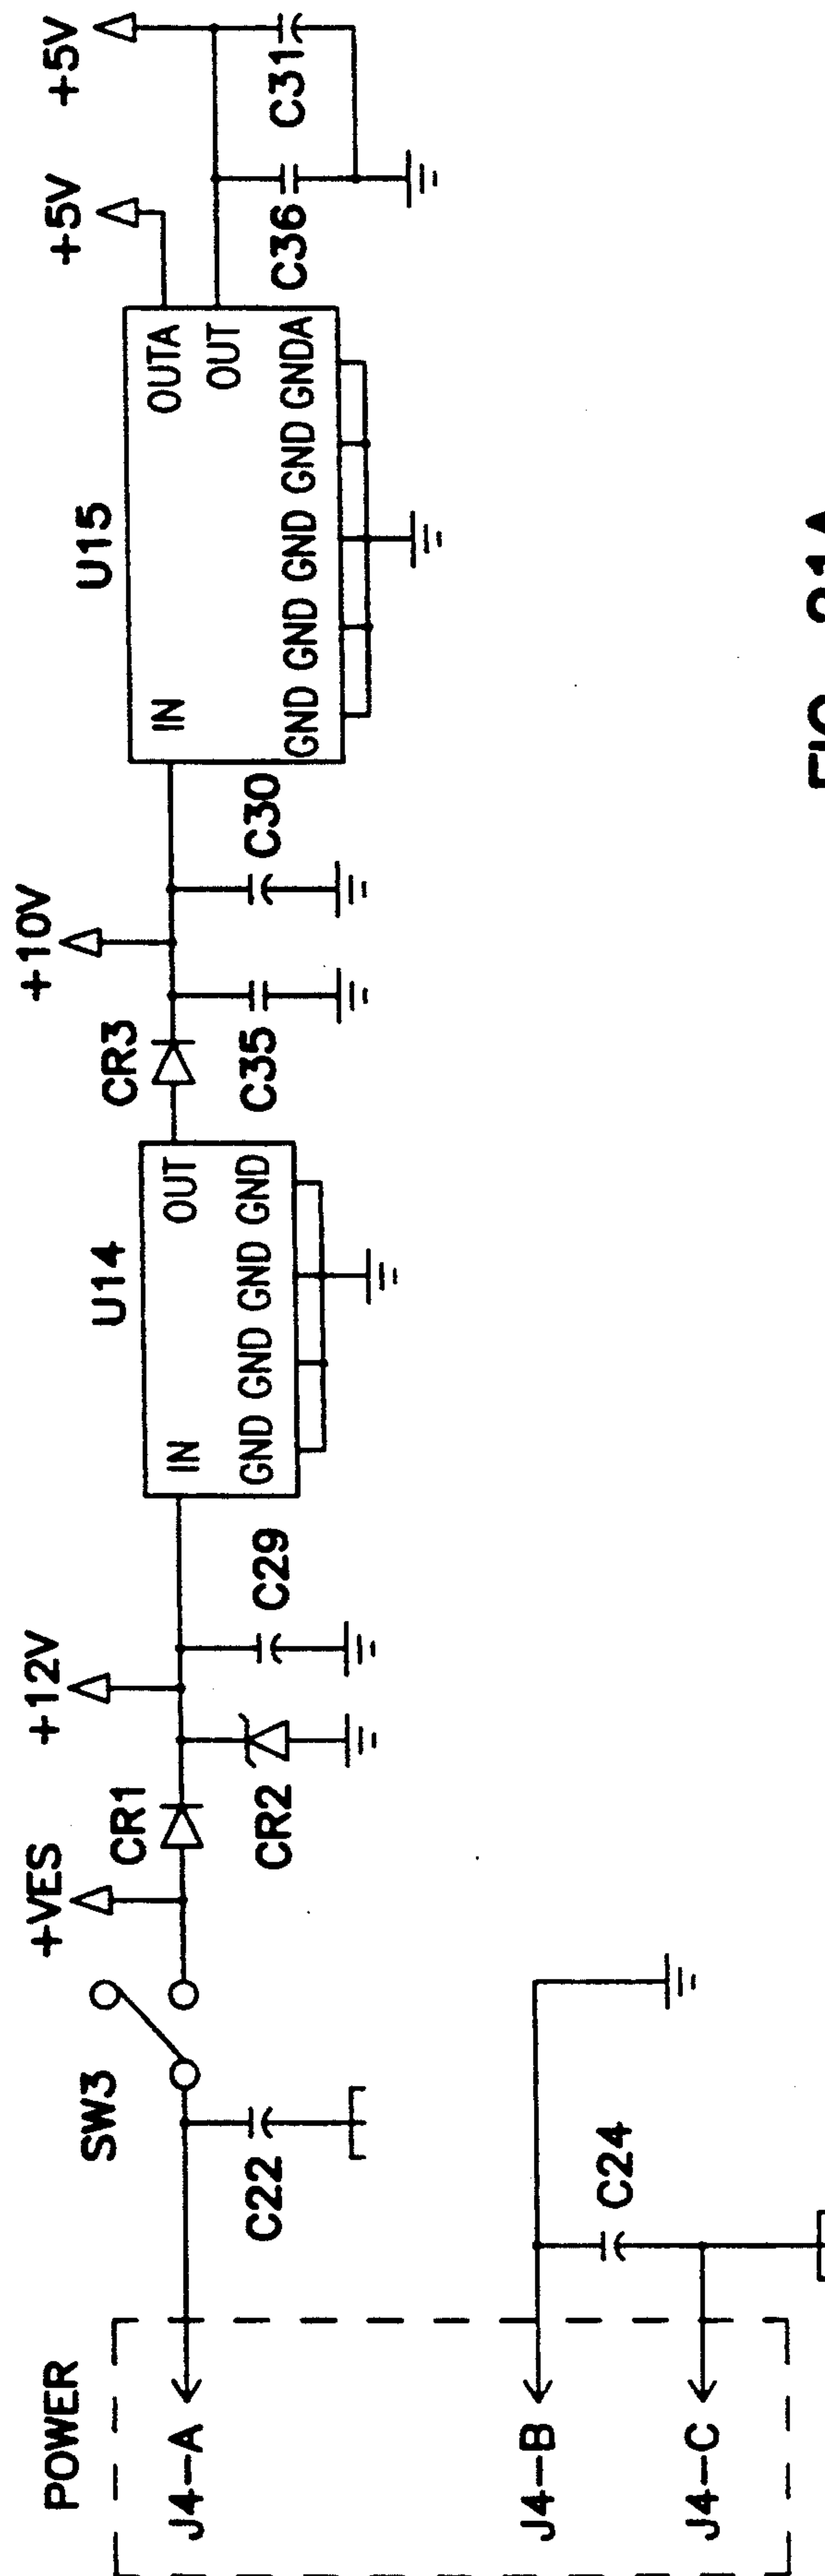 POWER
J4-A
J4-B
J4-C
SW3
C22
C24
+VES
CR1
CR2
+12V
C29
U14
IN
OUT
GND GND GND GND
CR3
C35
+10V
C30
U15
IN
OUTA
OUT
GND GND GND GND GNDA
+5V
+5V
C36
C31